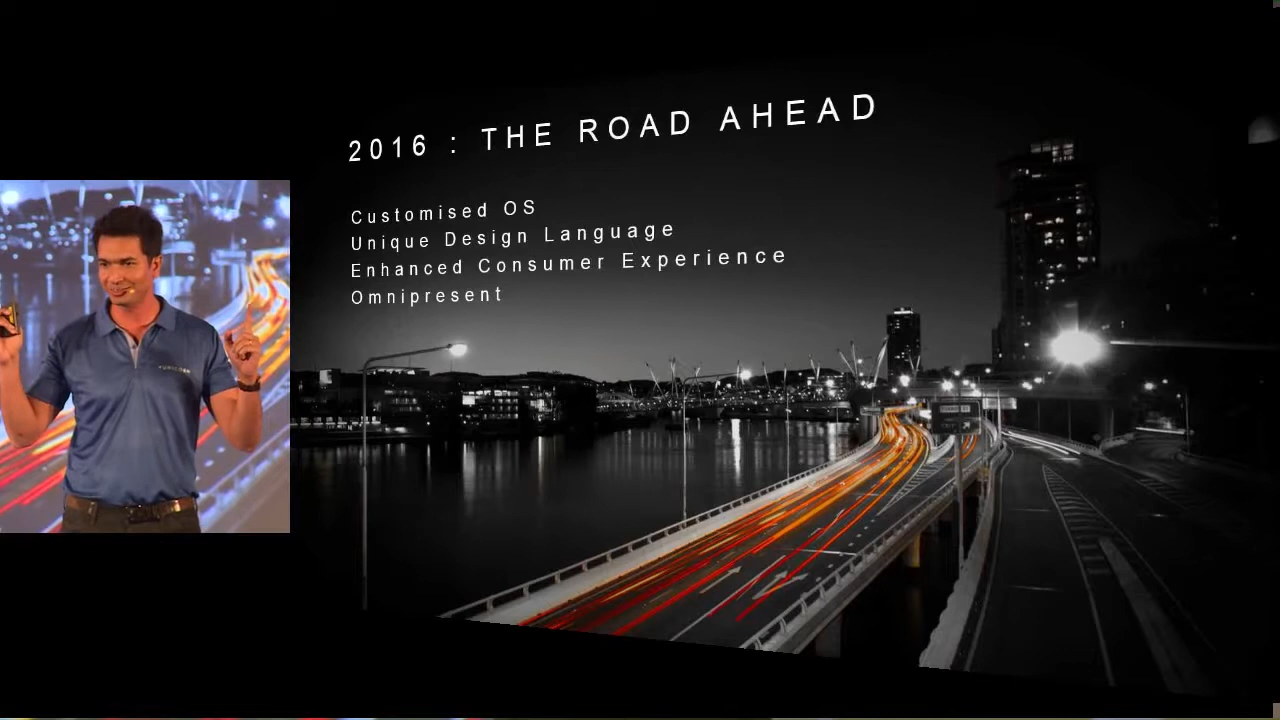 2016 : THE ROAD AHEAD
Customised OS
Unique Design Language
Enhanced Consumer Experience
Omnipresent